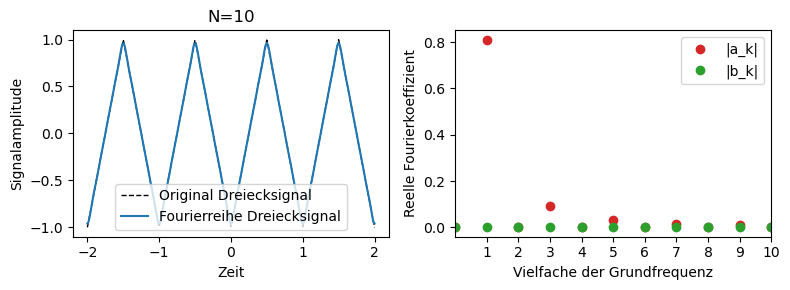 N=10
Signalamplitude
1.0
0.5
0.0
−0.5
−1.0
Original Dreiecksignal
Fourierreihe Dreiecksignal
−2
−1
0
1
2
Zeit
Reelle Fourierkoeffizient
0.8
0.6
0.4
0.2
0.0
|a_k|
|b_k|
1
2
3
4
5
6
7
8
9
10
Vielfache der Grundfrequenz